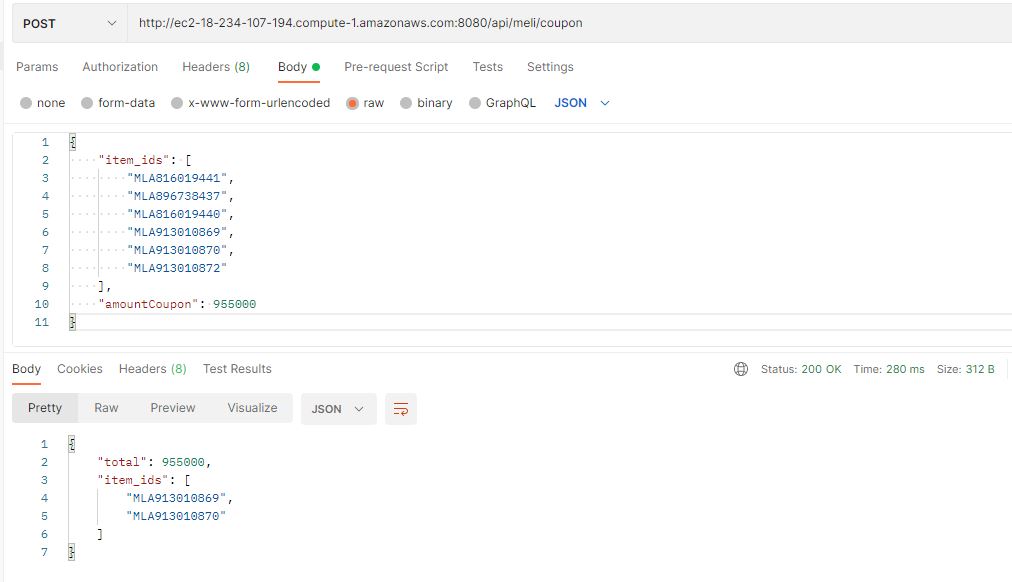 POST http://ec2-18-234-107-194.compute-1.amazonaws.com:8080/api/meli/coupon
Params Authorization Headers (8) Body Pre-request Script Tests Settings
none form-data x-www-form-urlencoded raw binary GraphQL JSON
1 {
2 "item_ids": [
3 "MLA816019441",
4 "MLA896738437",
5 "MLA816019440",
6 "MLA913010869",
7 "MLA913010870",
8 "MLA913010872"
9 ],
10 "amountCoupon": 955000
11 }
Body Cookies Headers (8) Test Results Status: 200 OK Time: 280 ms Size: 312 B
Pretty Raw Preview Visualize JSON
1 {
2 "total": 955000,
3 "item_ids": [
4 "MLA913010869",
5 "MLA913010870"
6 ]
7 }